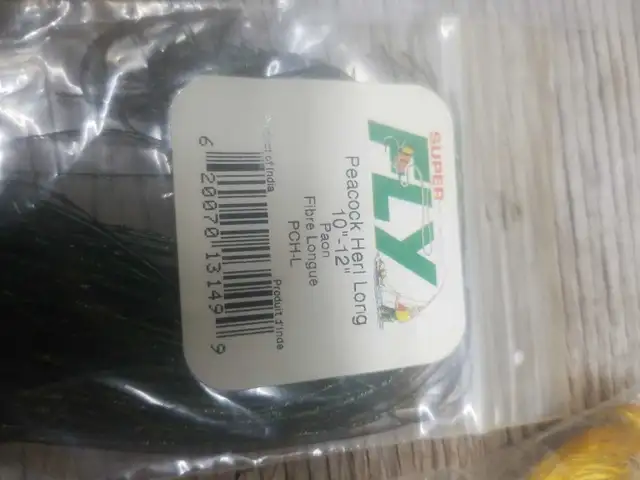 SUPER
FLY
Peacock Herl Long
10"-12"
Paon
Fibre Longue
PCH-L
Product of India
Produit d'Inde
6 20070 13149 9